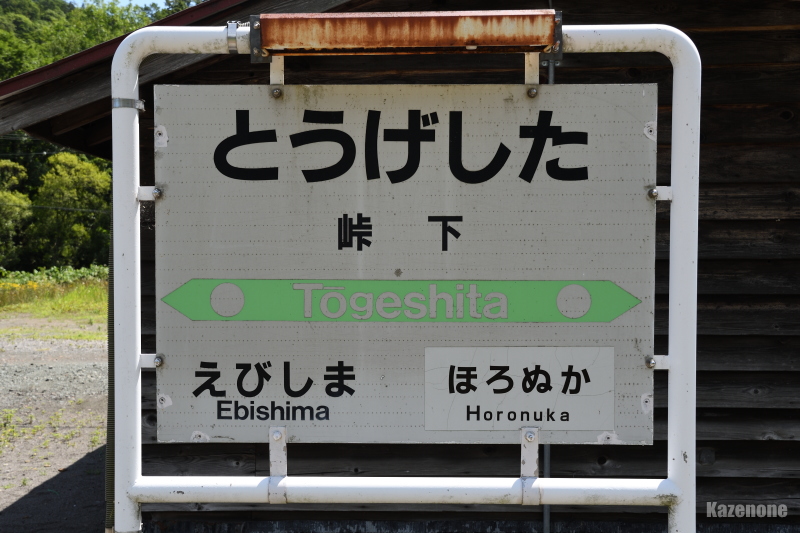 とうげした
峠下
Tōgeshita
えびしま
Ebishima
ほろぬか
Horonuka
Kazenone